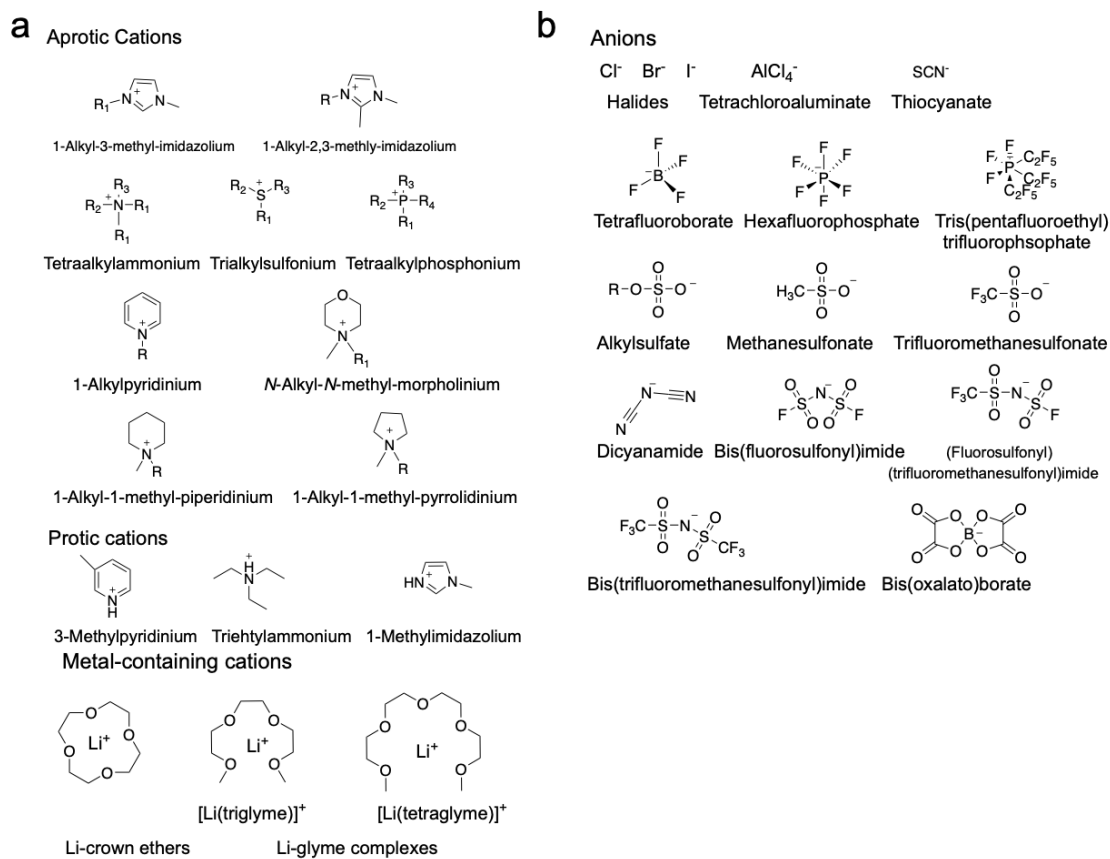 a
Aprotic Cations
R1 N + N
R N + N
1-Alkyl-3-methyl-imidazolium
1-Alkyl-2,3-methly-imidazolium
R3
R2 N + R1
R1
R2 S + R3
R1
R3
R2 P + R4
R1
Tetraalkylammonium Trialkylsulfonium Tetraalkylphosphonium
N +
R
O
N +
R1
1-Alkylpyridinium
N-Alkyl-N-methyl-morpholinium
N +
R
N +
R
1-Alkyl-1-methyl-piperidinium
1-Alkyl-1-methyl-pyrrolidinium
Protic cations
N +
H
+
H
N
HN + N
3-Methylpyridinium Triehtylammonium 1-Methylimidazolium
Metal-containing cations
O O O O Li+
O O O O Li+
O O O O O Li+
[Li(triglyme)]+
[Li(tetraglyme)]+
Li-crown ethers
Li-glyme complexes
b
Anions
Cl- Br- I-
AlCl4-
SCN-
Halides
Tetrachloroaluminate
Thiocyanate
F
F
-B
F F
F F F
-P
F F F
F F F
-P
C2F5 C2F5 C2F5
Tetrafluoroborate
Hexafluorophosphate
Tris(pentafluoroethyl)
trifluorophsophate
O
R-O-S-O-
O
O
H3C-S-O-
O
O
F3C-S-O-
O
Alkylsulfate
Methanesulfonate
Trifluoromethanesulfonate
N- N
N
O N- O
S S
F O O F
O
F3C-S-N- O
O S
O F
Dicyanamide
Bis(fluorosulfonyl)imide
(Fluorosulfonyl)
(trifluoromethanesulfonyl)imide
O
F3C-S-N- O
O S
O CF3
O O O O
B-
O O O O
Bis(trifluoromethanesulfonyl)imide
Bis(oxalato)borate